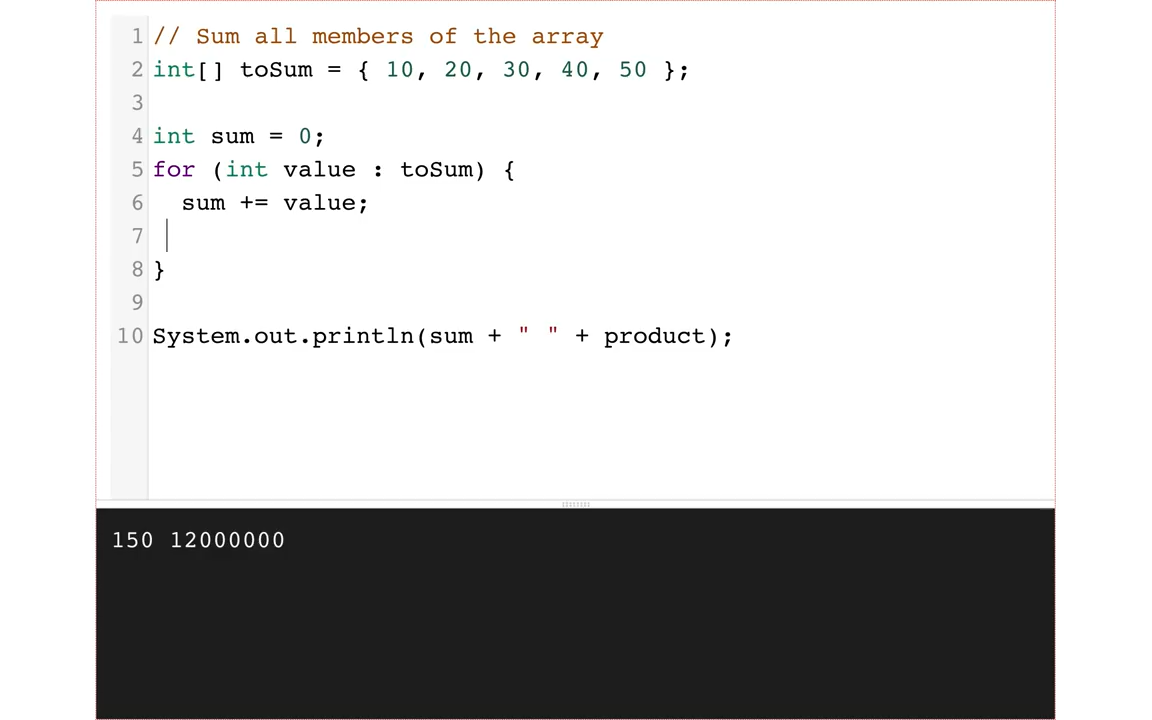 1 // Sum all members of the array
2 int[] toSum = { 10, 20, 30, 40, 50 };
3
4 int sum = 0;
5 for (int value : toSum) {
6   sum += value;
7
8 }
9
10 System.out.println(sum + " " + product);
150 12000000